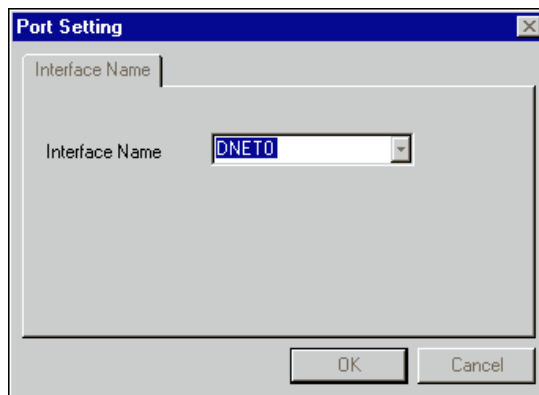 Port Setting
Interface Name
Interface Name DNET0
OK Cancel